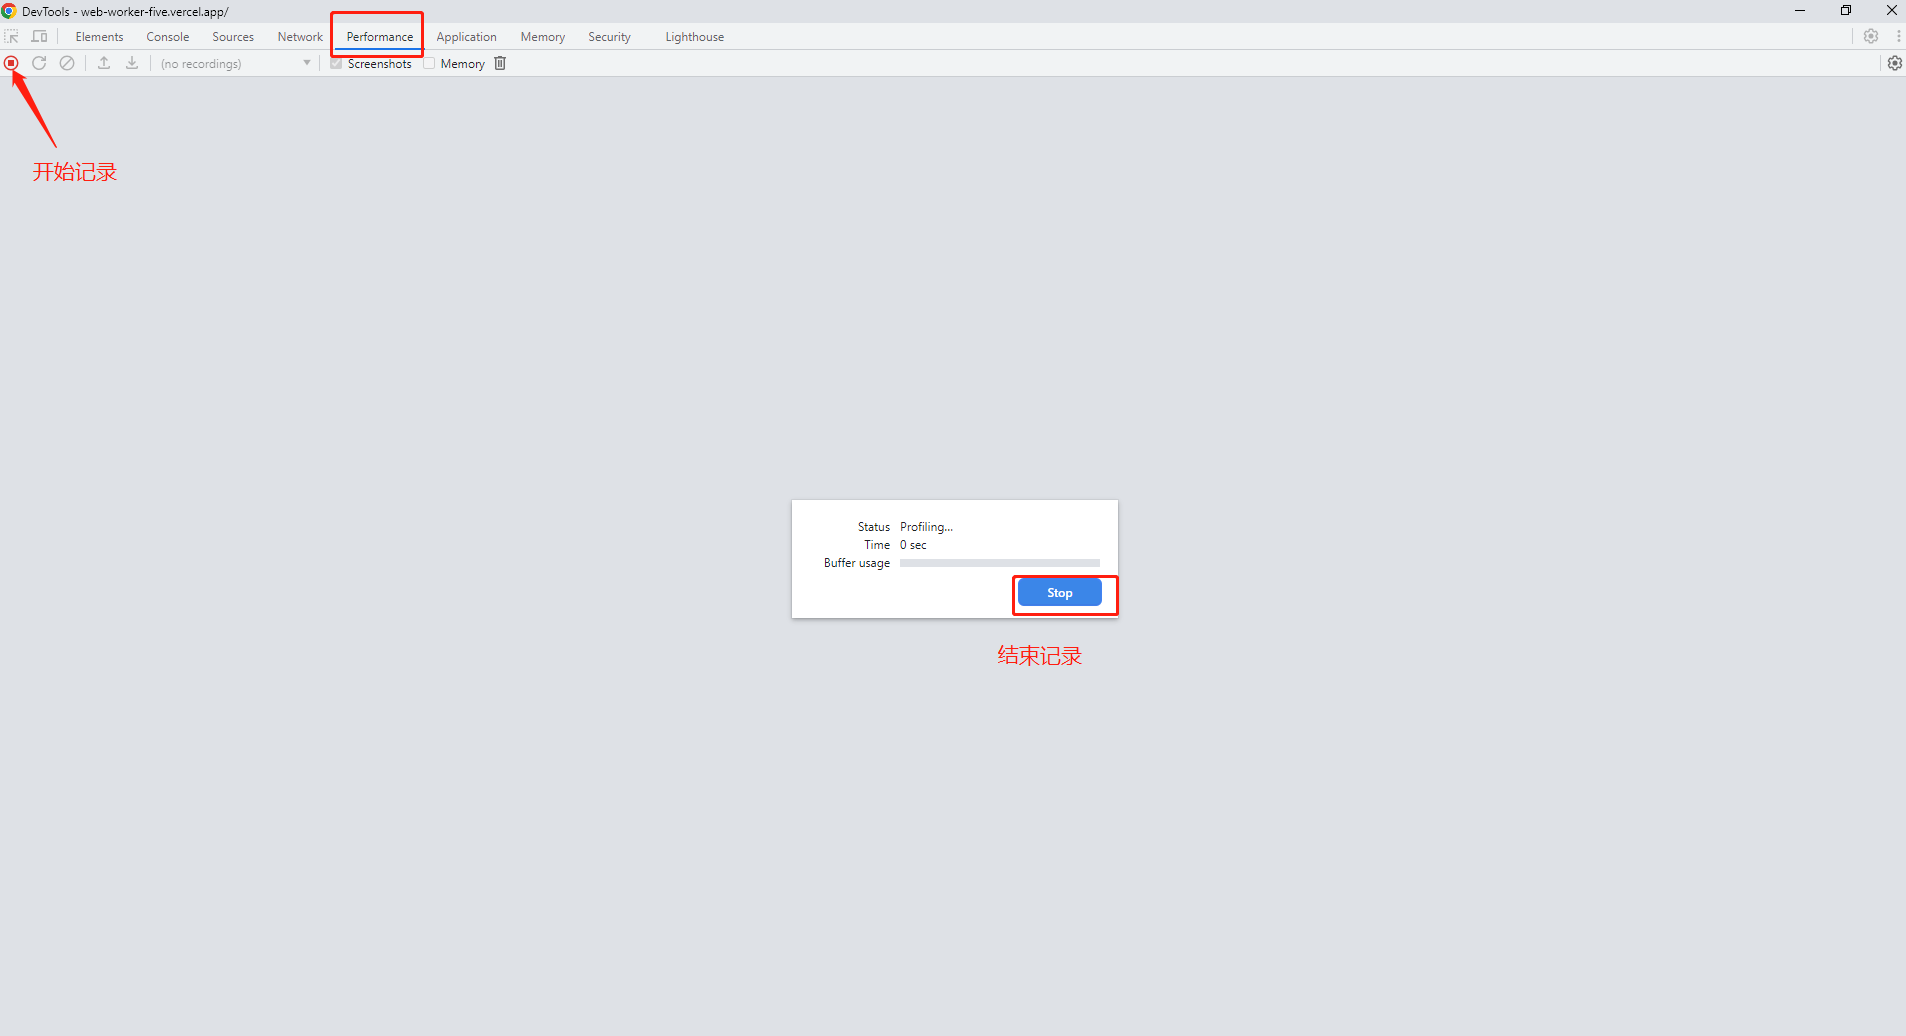 DevTools - web-worker-five.vercel.app/
Elements Console Sources Network Performance Application Memory Security Lighthouse
(no recordings) Screenshots Memory
开始记录
Status Profiling...
Time 0 sec
Buffer usage
Stop
结束记录